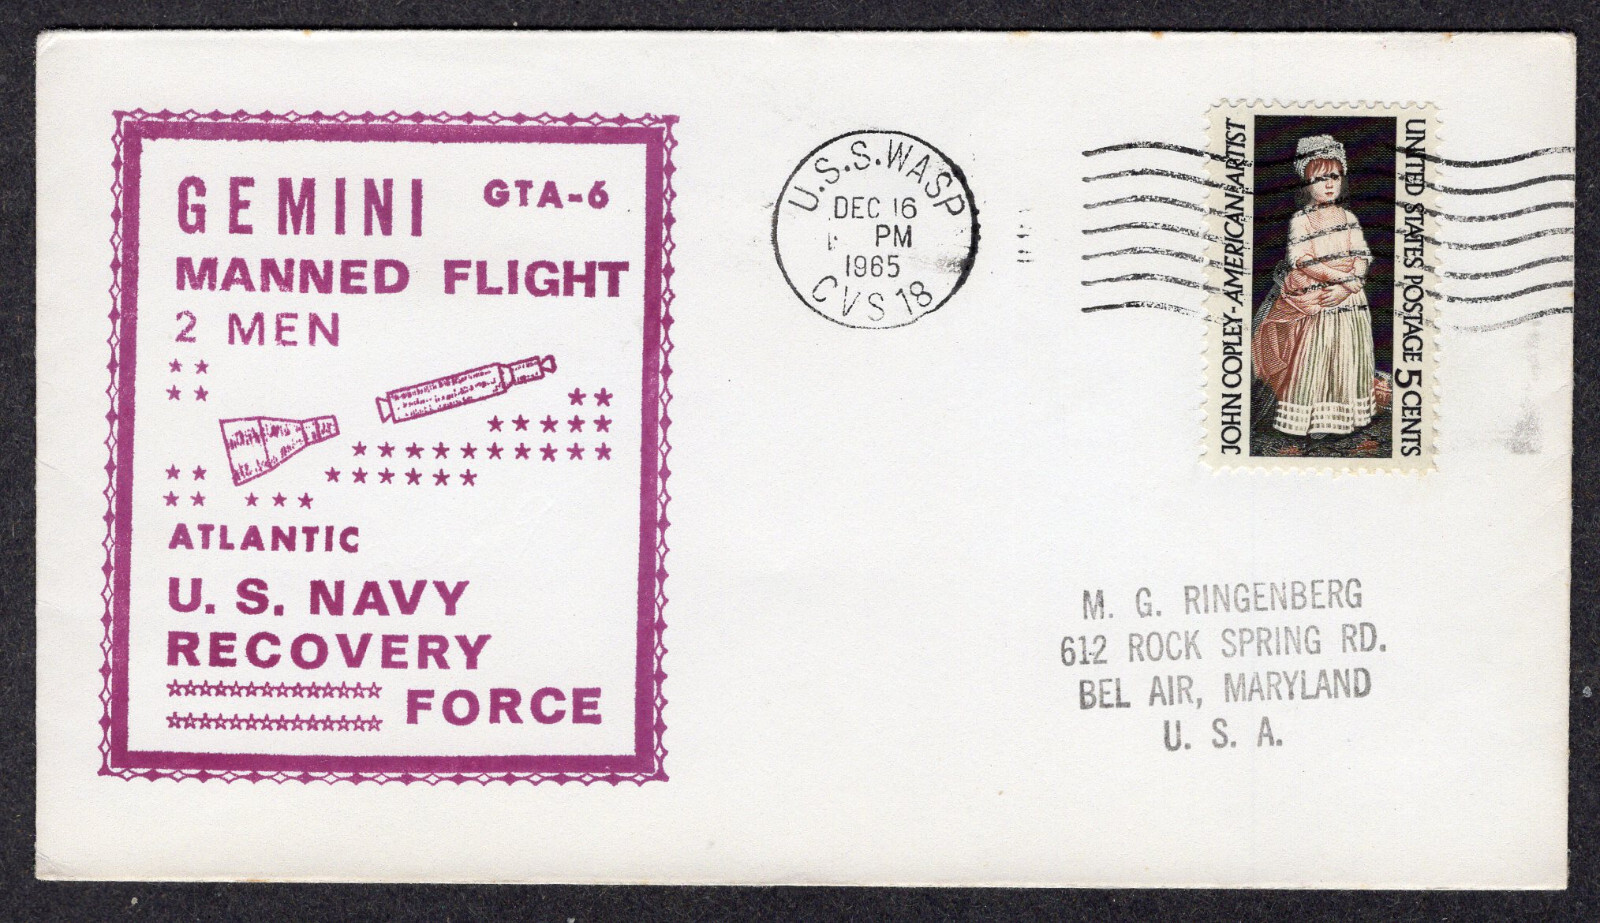 GEMINI GTA-6
MANNED FLIGHT
2 MEN
ATLANTIC
U. S. NAVY
RECOVERY
FORCE
U.S.S. WASP
DEC 16
PM
1965
CVS 18
JOHN COPLEY-AMERICAN ARTIST
UNITED STATES POSTAGE 5 CENTS
M. G. RINGENBERG
612 ROCK SPRING RD.
BEL AIR, MARYLAND
U. S. A.